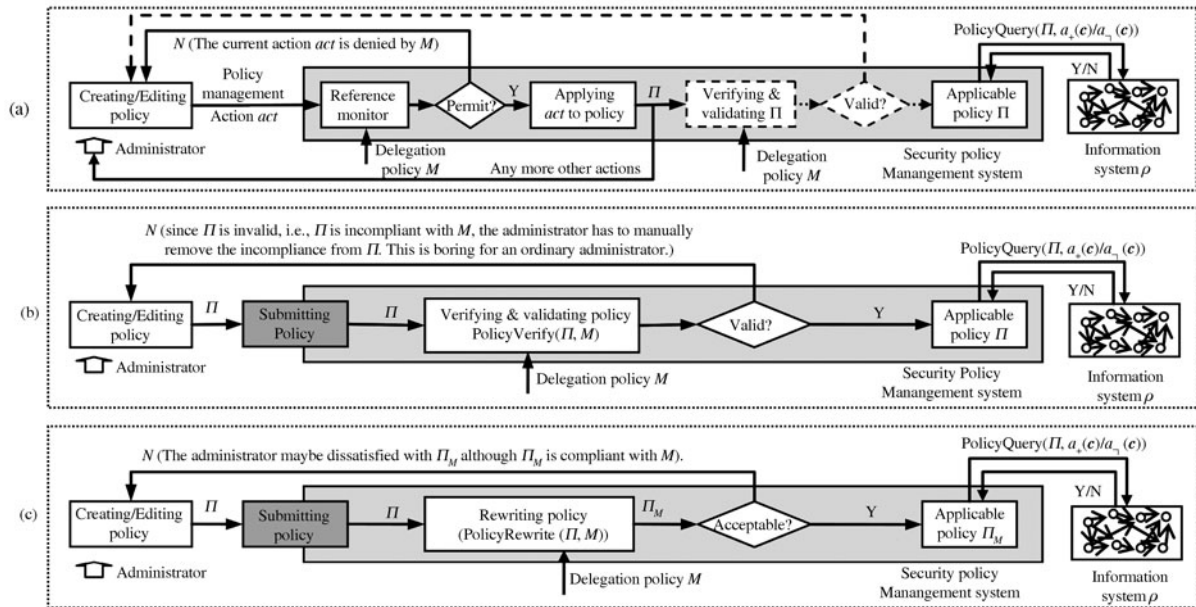 (a)
N (The current action act is denied by M)
PolicyQuery(Π, a₊(c)/a¬(c))
Y/N
Creating/Editing
policy
Policy
management
Action act
Reference
monitor
Permit?
Y
Applying
act to policy
Π
Verifying &
validating Π
Valid?
Applicable
policy Π
Administrator
Delegation
policy M
Any more other actions
Delegation
policy M
Security policy
Manangement system
Information
system ρ
(b)
N (since Π is invalid, i.e., Π is incompliant with M, the administrator has to manually
remove the incompliance from Π. This is boring for an ordinary administrator.)
PolicyQuery(Π, a₊(c)/a¬(c))
Y/N
Creating/Editing
policy
Π
Submitting
Policy
Π
Verifying & validating policy
PolicyVerify(Π, M)
Valid?
Y
Applicable
policy Π
Administrator
Delegation policy M
Security Policy
Manangement system
Information
system ρ
(c)
N (The administrator maybe dissatisfied with Π_M although Π_M is compliant with M).
PolicyQuery(Π, a₊(c)/a¬(c))
Y/N
Creating/Editing
policy
Π
Submitting
policy
Π
Rewriting policy
(PolicyRewrite (Π, M))
Π_M
Acceptable?
Y
Applicable
policy Π_M
Administrator
Delegation policy M
Security policy
Manangement system
Information
system ρ